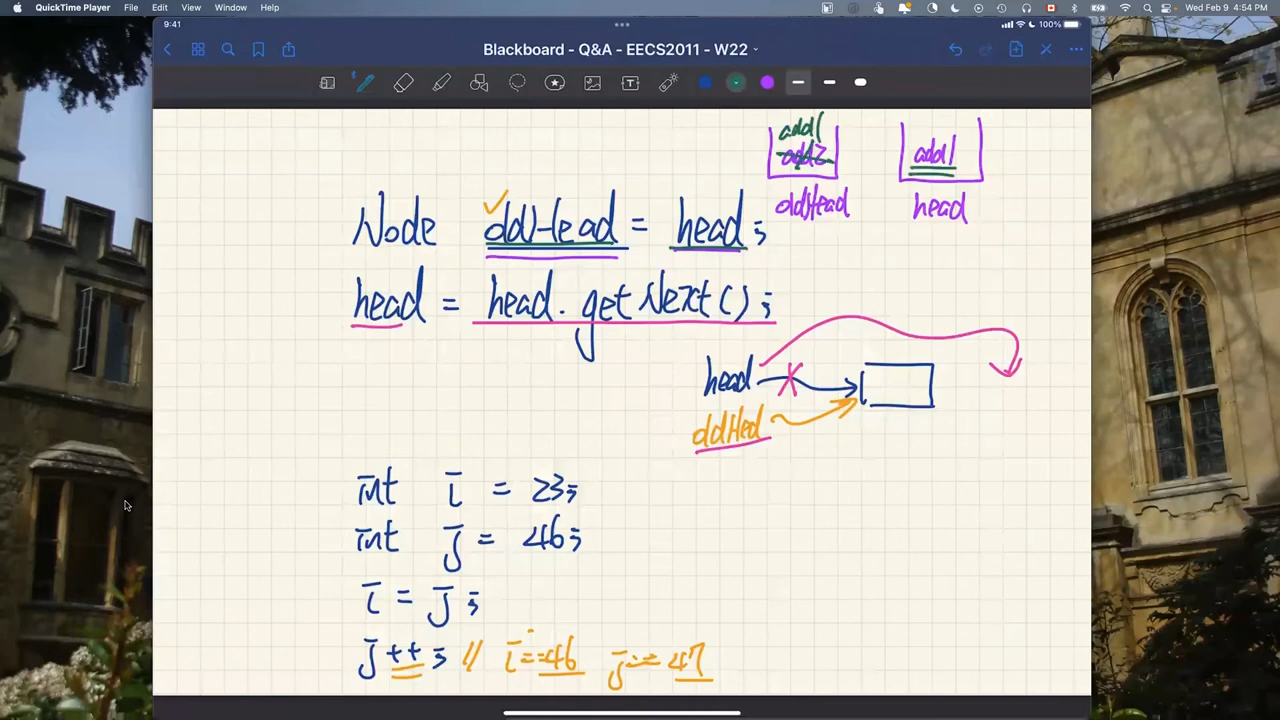 QuickTime Player File Edit View Window Help Wed Feb 9 4:54 PM
9:41 100%
Blackboard - Q&A - EECS2011 - W22
add1
add2 add1
oldHead head
Node oldHead = head;
head = head.getNext();
head
oldHead
int i = 23;
int j = 46;
i = j;
j++; // i == 46 j == 47